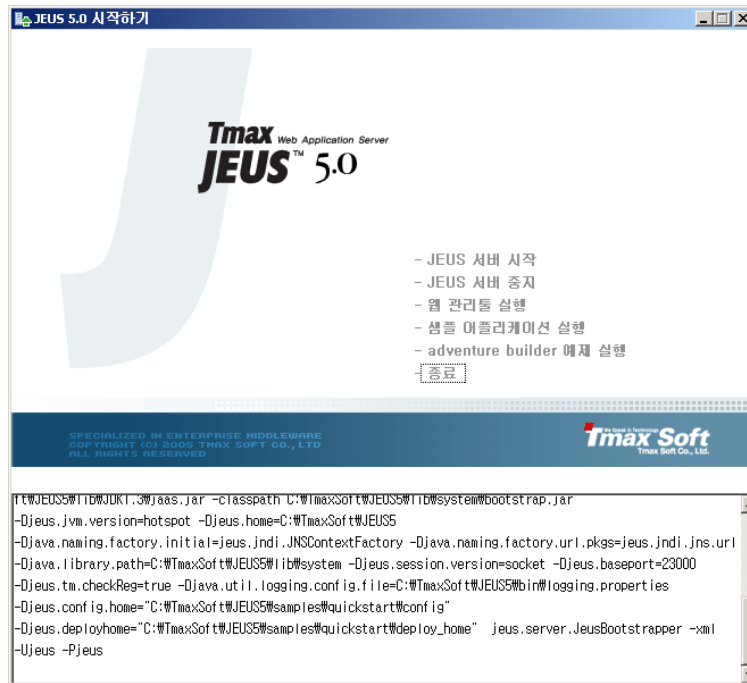 JEUS 5.0 시작하기
Tmax Web Application Server
JEUS™ 5.0
- JEUS 서버 시작
- JEUS 서버 중지
- 웹 관리툴 실행
- 샘플 어플리케이션 실행
- adventure builder 예제 실행
- 종료
SPECIALIZED IN ENTERPRISE MIDDLEWARE
COPYRIGHT (C) 2005 TMAX SOFT CO., LTD
ALL RIGHTS RESERVED
We Speak in Technology
Tmax Soft
Tmax Soft Co., Ltd.
ft₩JEUS5₩lib₩JDK1.3₩jaas.jar -classpath C:₩TmaxSoft₩JEUS5₩lib₩system₩bootstrap.jar
-Djeus.jvm.version=hotspot -Djeus.home=C:₩TmaxSoft₩JEUS5
-Djava.naming.factory.initial=jeus.jndi.JNSContextFactory -Djava.naming.factory.url.pkgs=jeus.jndi.jns.url
-Djava.library.path=C:₩TmaxSoft₩JEUS5₩lib₩system -Djeus.session.version=socket -Djeus.baseport=23000
-Djeus.tm.checkReg=true -Djava.util.logging.config.file=C:₩TmaxSoft₩JEUS5₩bin₩logging.properties
-Djeus.config.home="C:₩TmaxSoft₩JEUS5₩samples₩quickstart₩config"
-Djeus.deployhome="C:₩TmaxSoft₩JEUS5₩samples₩quickstart₩deploy_home" jeus.server.JeusBootstrapper -xml
-Ujeus -Pjeus